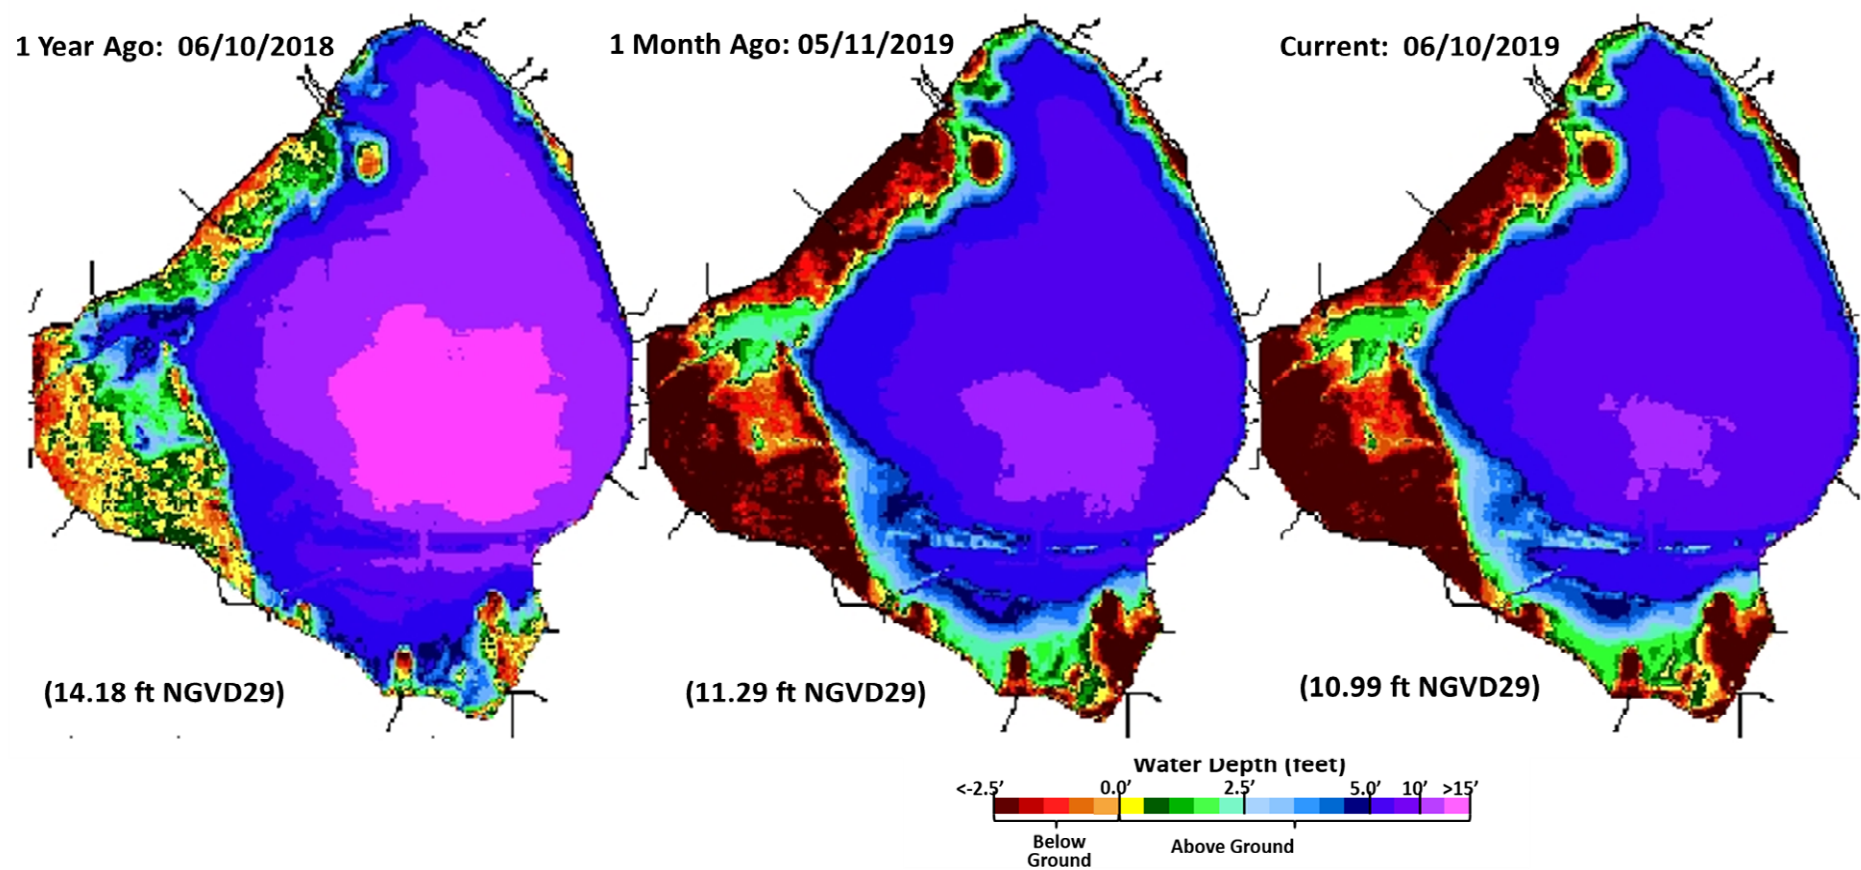 1 Year Ago: 06/10/2018
1 Month Ago: 05/11/2019
Current: 06/10/2019
(14.18 ft NGVD29)
(11.29 ft NGVD29)
(10.99 ft NGVD29)
Water Depth (feet)
<-2.5' 0.0' 2.5' 5.0' 10' >15'
Below
Ground
Above Ground